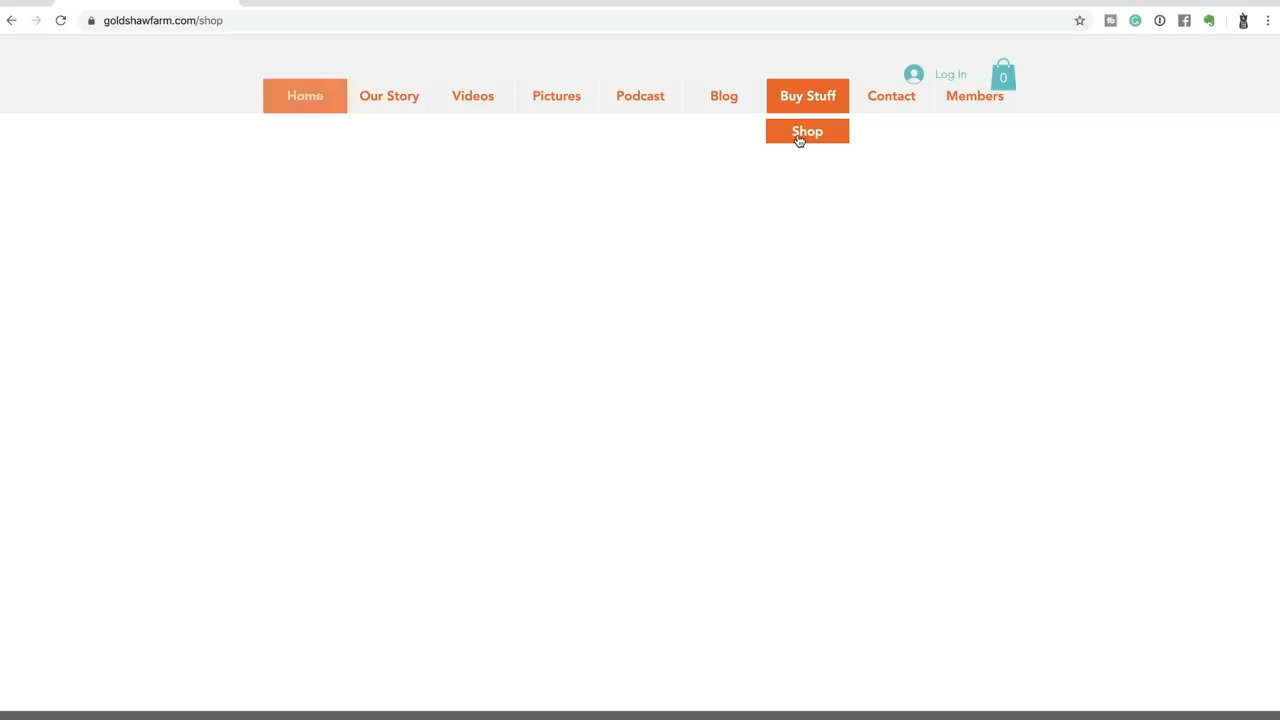 goldshawfarm.com/shop
Log In
0
Home
Our Story
Videos
Pictures
Podcast
Blog
Buy Stuff
Contact
Members
Shop